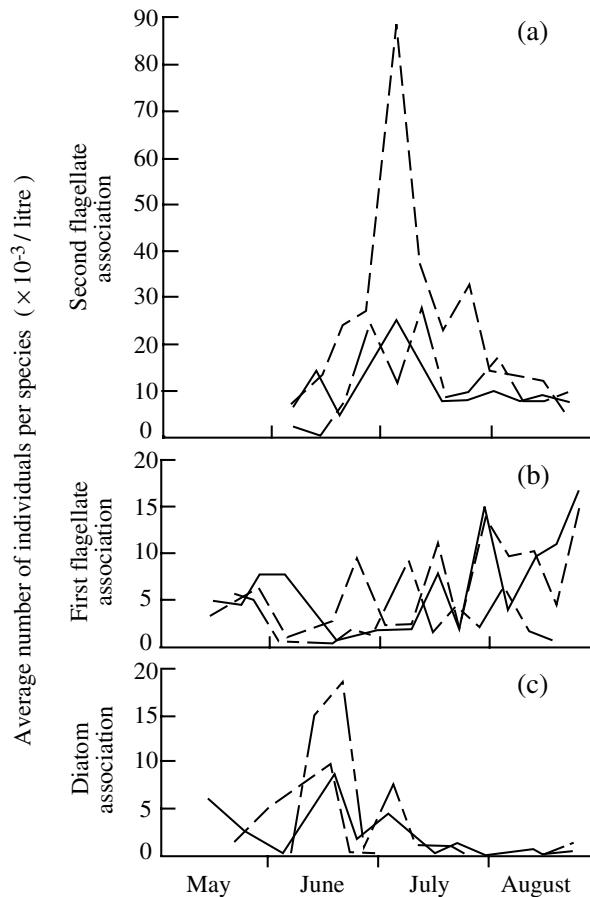 Average number of individuals per species (×10⁻³/ litre)
Second flagellate
association
(a)
90
80
70
60
50
40
30
20
10
0
First flagellate
association
(b)
20
15
10
5
0
Diatom
association
(c)
20
15
10
5
0
May June July August